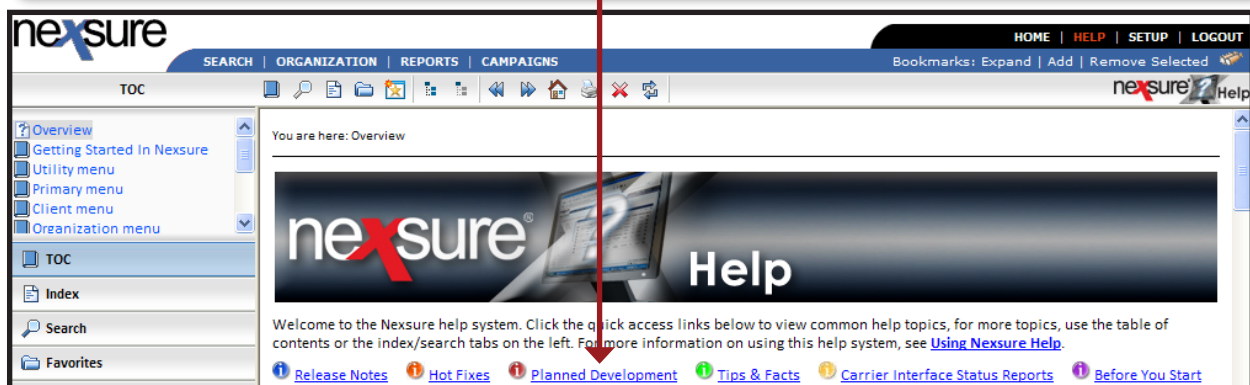 nexsure
HOME | HELP | SETUP | LOGOUT
SEARCH | ORGANIZATION | REPORTS | CAMPAIGNS
Bookmarks: Expand | Add | Remove Selected
TOC
nexsure ? Help
Overview
Getting Started In Nexsure
Utility menu
Primary menu
Client menu
Organization menu
TOC
Index
Search
Favorites
You are here: Overview
nexsure® ?
Help
Welcome to the Nexsure help system. Click the quick access links below to view common help topics, for more topics, use the table of
contents or the index/search tabs on the left. For more information on using this help system, see Using Nexsure Help.
Release Notes Hot Fixes Planned Development Tips & Facts Carrier Interface Status Reports Before You Start